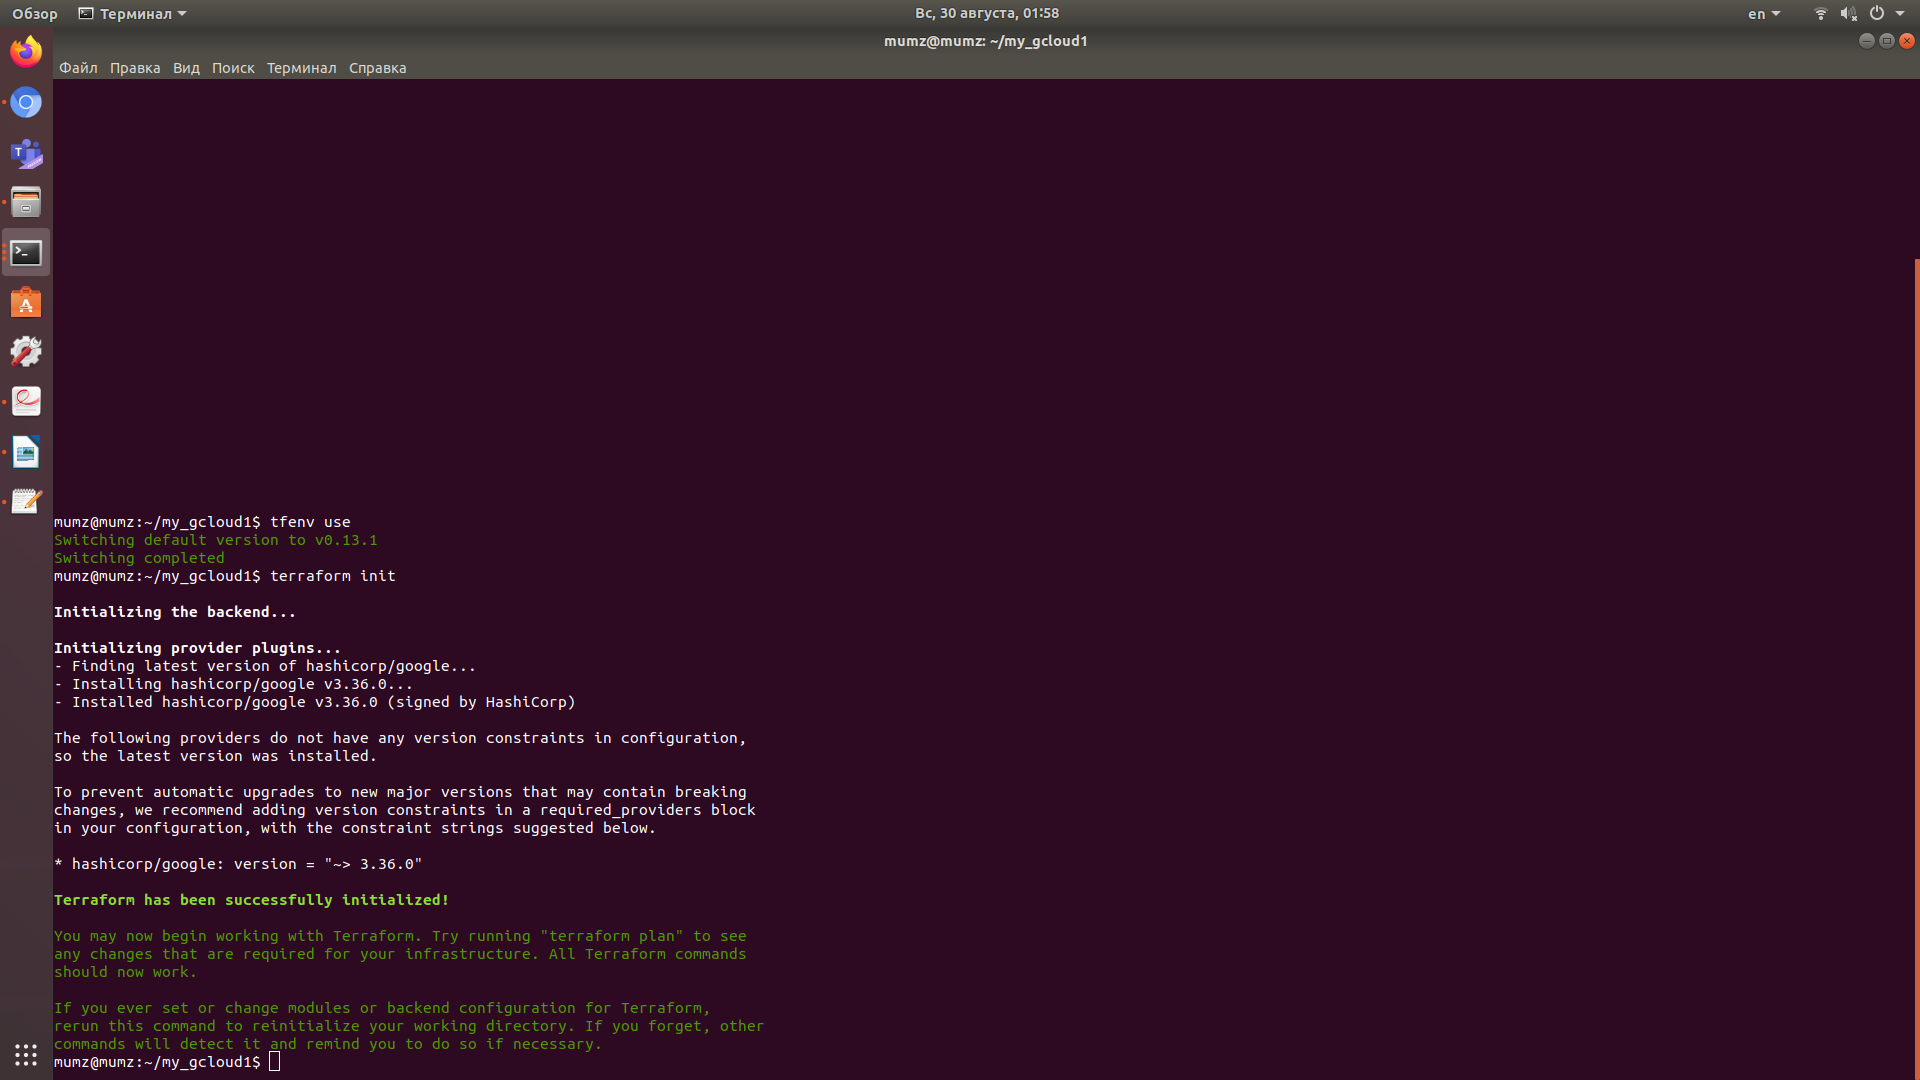 Обзор
Терминал
Вс, 30 августа, 01:58
en
mumz@mumz: ~/my_gcloud1
Файл Правка Вид Поиск Терминал Справка
mumz@mumz:~/my_gcloud1$ tfenv use
Switching default version to v0.13.1
Switching completed
mumz@mumz:~/my_gcloud1$ terraform init
Initializing the backend...
Initializing provider plugins...
- Finding latest version of hashicorp/google...
- Installing hashicorp/google v3.36.0...
- Installed hashicorp/google v3.36.0 (signed by HashiCorp)
The following providers do not have any version constraints in configuration,
so the latest version was installed.
To prevent automatic upgrades to new major versions that may contain breaking
changes, we recommend adding version constraints in a required_providers block
in your configuration, with the constraint strings suggested below.
* hashicorp/google: version = "~> 3.36.0"
Terraform has been successfully initialized!
You may now begin working with Terraform. Try running "terraform plan" to see
any changes that are required for your infrastructure. All Terraform commands
should now work.
If you ever set or change modules or backend configuration for Terraform,
rerun this command to reinitialize your working directory. If you forget, other
commands will detect it and remind you to do so if necessary.
mumz@mumz:~/my_gcloud1$